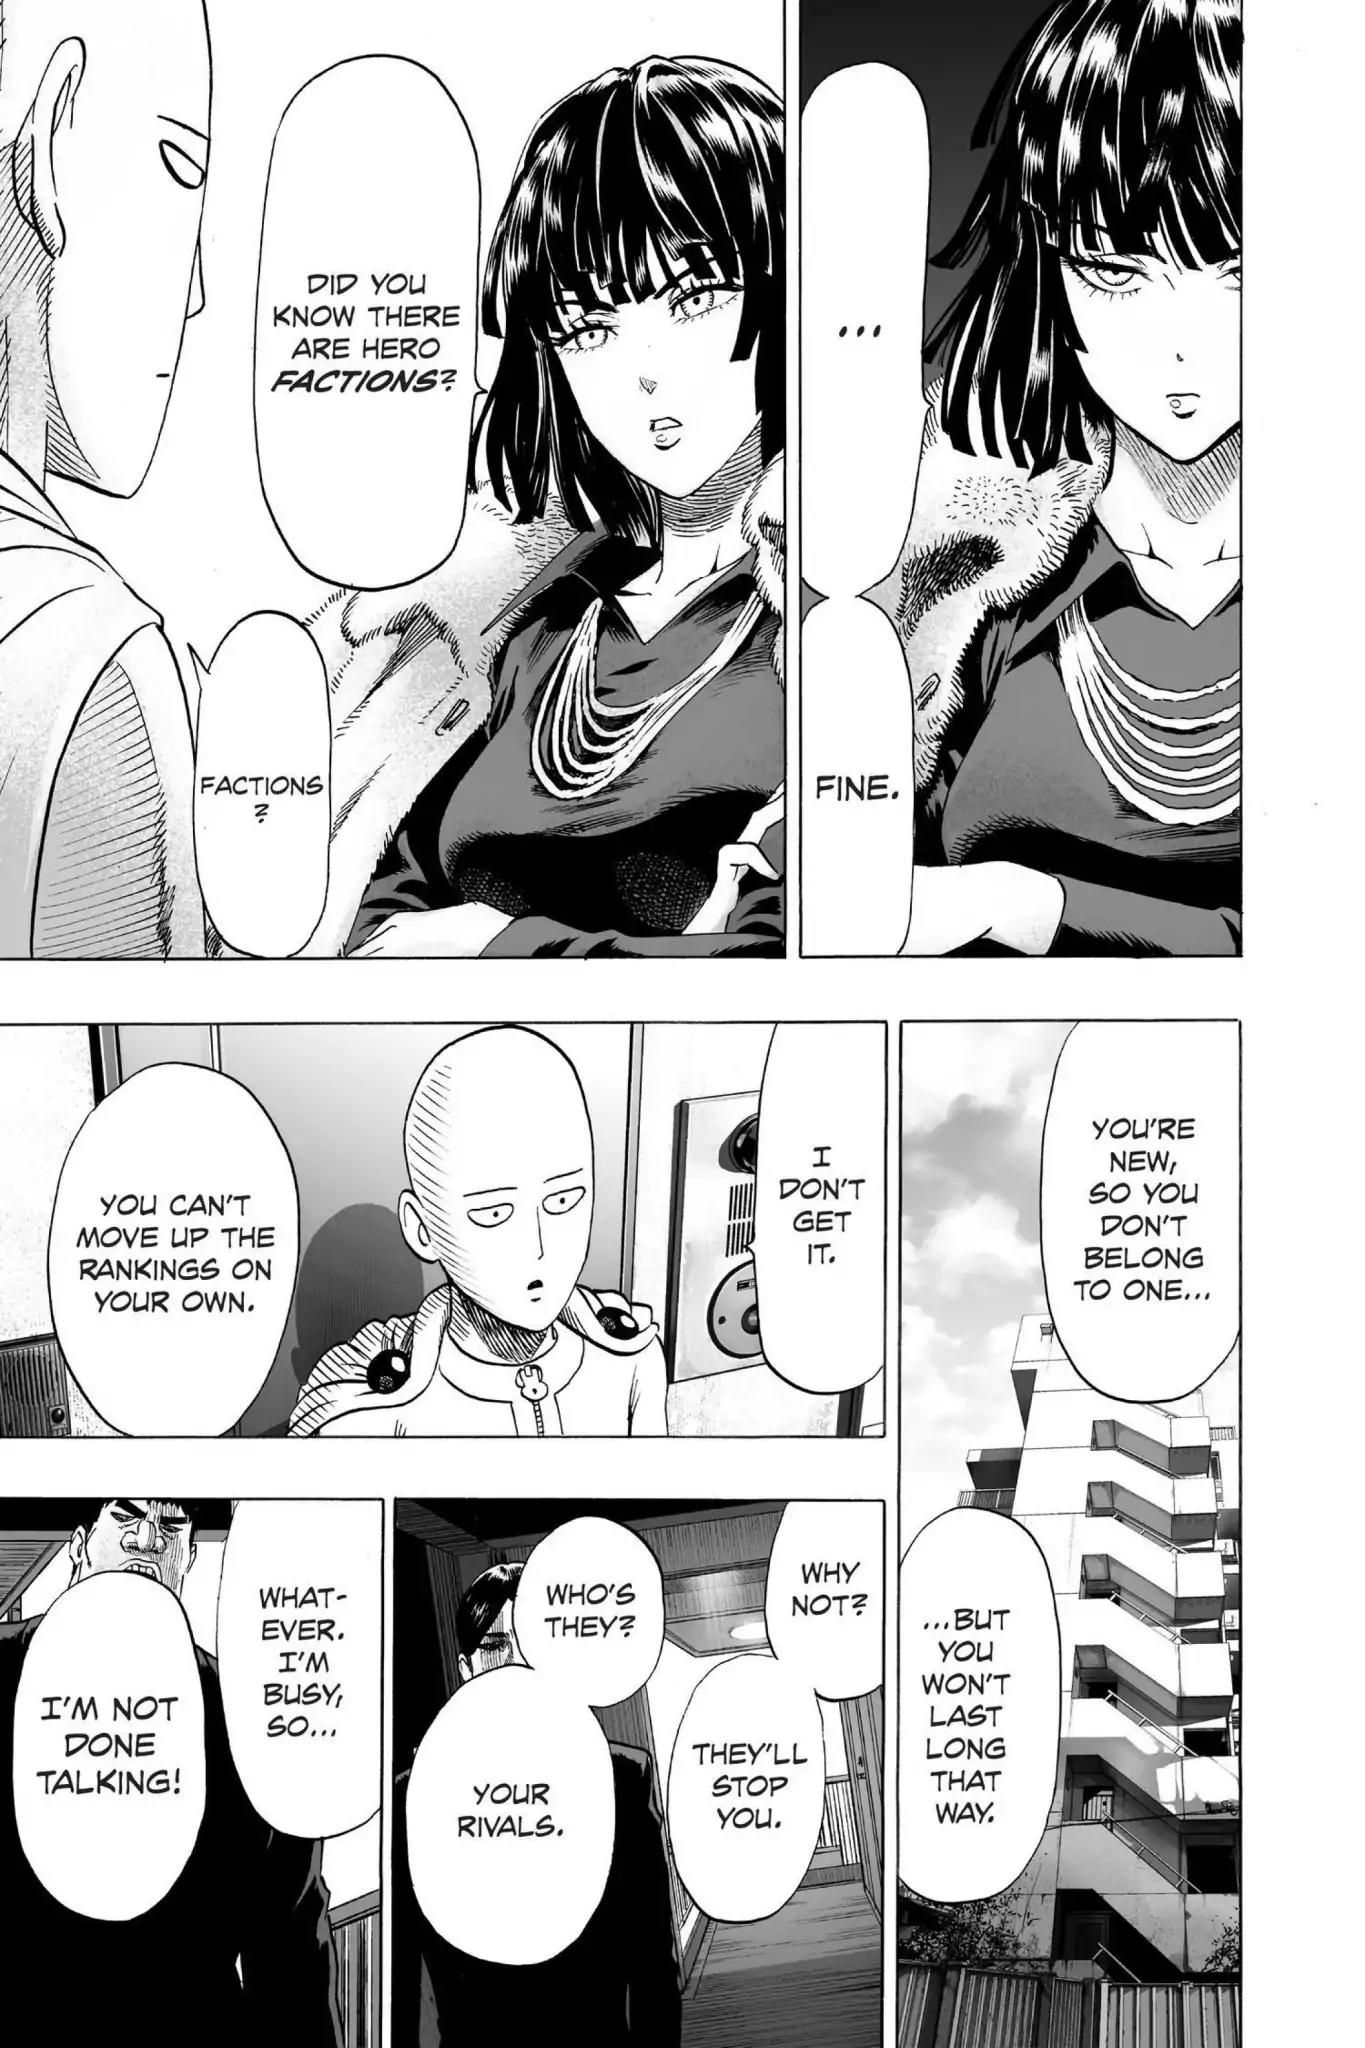 ...
FINE.
DID YOU
KNOW THERE
ARE HERO
FACTIONS?
FACTIONS
?
YOU'RE
NEW,
SO YOU
DON'T
BELONG
TO ONE...
...BUT YOU
WON'T
LAST
LONG
THAT
WAY.
I
DON'T
GET
IT.
YOU CAN'T
MOVE UP THE
RANKINGS ON
YOUR OWN.
WHY
NOT?
THEY'LL
STOP
YOU.
WHO'S
THEY?
YOUR
RIVALS.
WHAT-
EVER.
I'M
BUSY,
SO...
I'M NOT
DONE
TALKING!